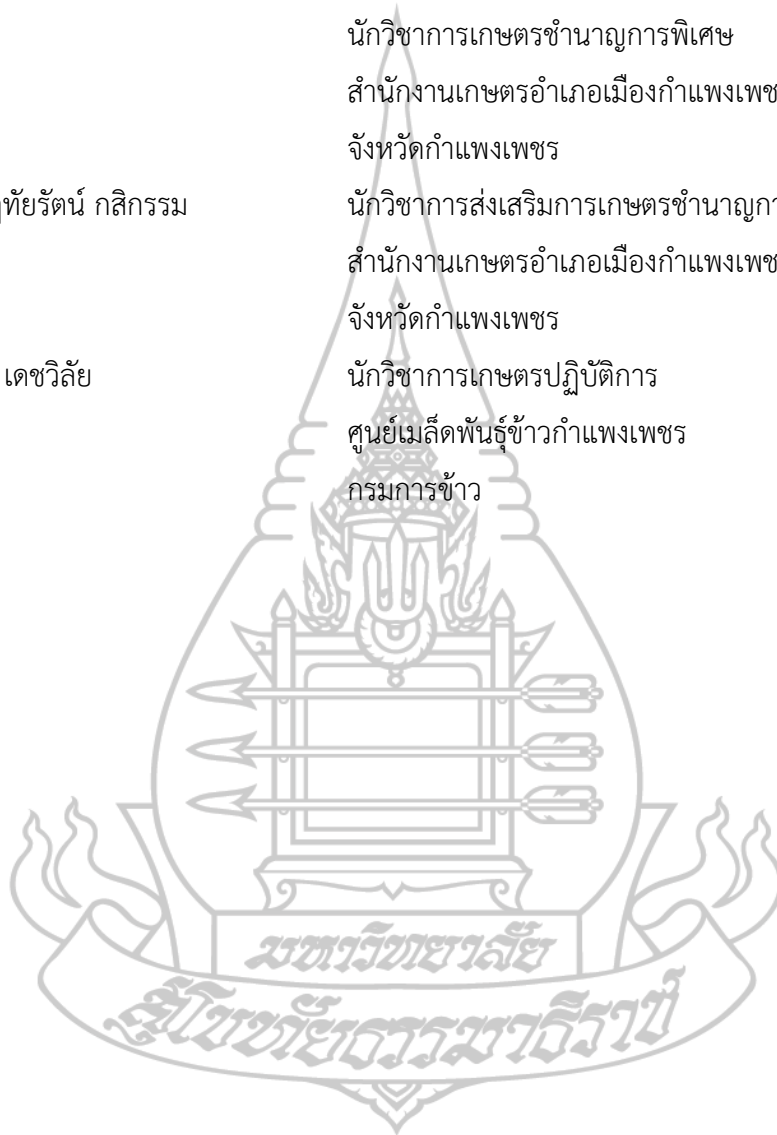 นักวิชาการเกษตรชำนาญการพิเศษ
สำนักงานเกษตรอำเภอเมืองกำแพงเพชร
จังหวัดกำแพงเพชร
ทัยรัตน์ กสิกรรม นักวิชาการส่งเสริมการเกษตรชำนาญกา
สำนักงานเกษตรอำเภอเมืองกำแพงเพชร
จังหวัดกำแพงเพชร
เดชวิลัย นักวิชาการเกษตรปฏิบัติการ
ศูนย์เมล็ดพันธุ์ข้าวกำแพงเพชร
กรมการข้าว
มหาวิทยาลัย
สุโขทัยธรรมาธิราช